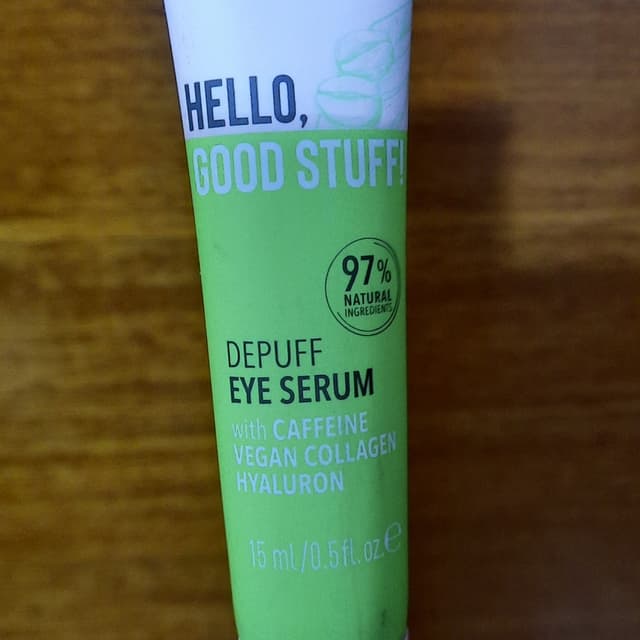 HELLO,
GOOD STUFF!
97%
NATURAL
INGREDIENTS
DEPUFF
EYE SERUM
with CAFFEINE
VEGAN COLLAGEN
HYALURON
15 ml/0.5 fl. oz. e